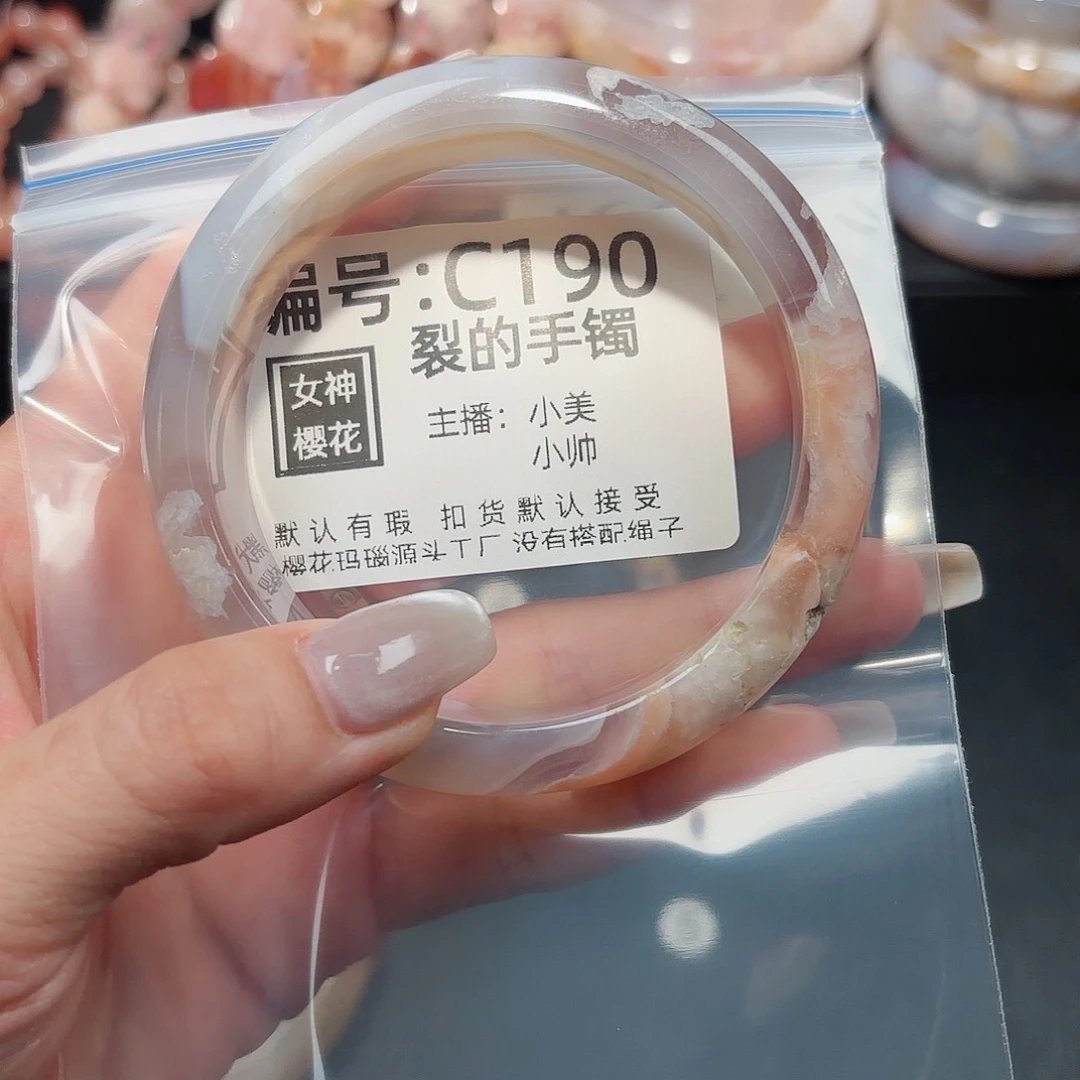 编号:C190
裂的手镯
女神
樱花
主播: 小美
小帅
默认有瑕 扣货默认接受
樱花玛瑙源头工厂 没有搭配绳子